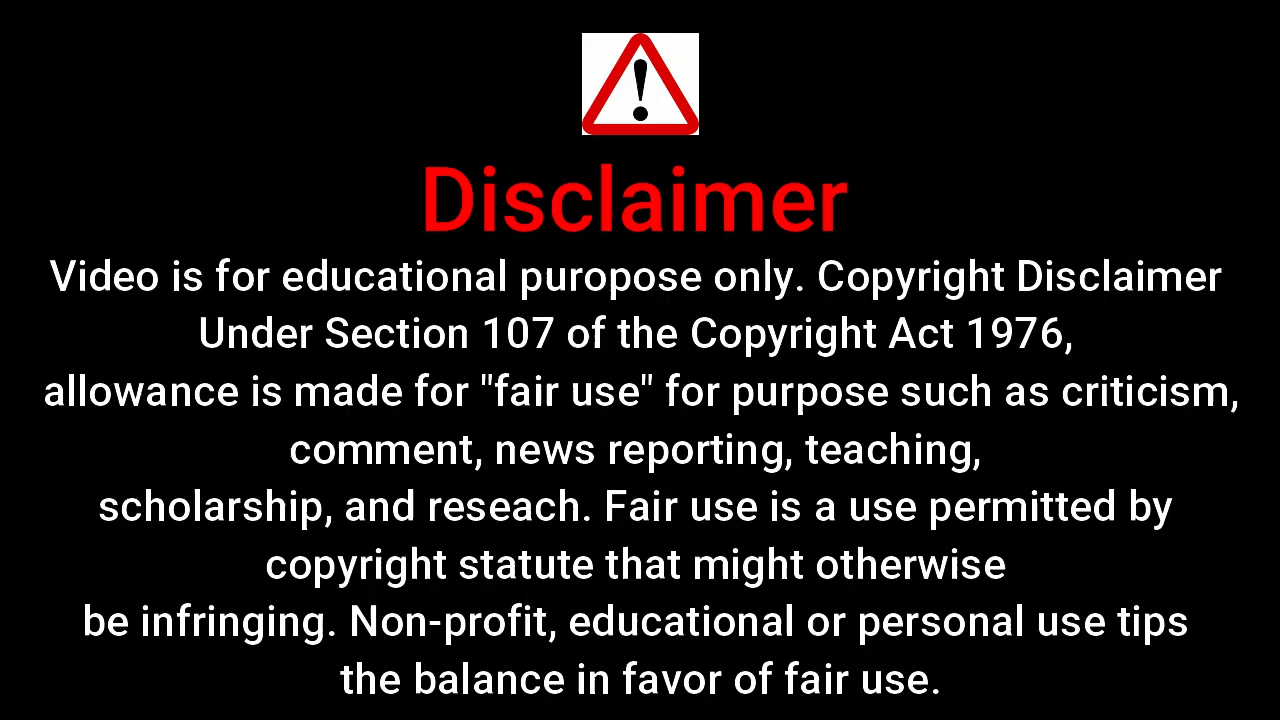 Disclaimer
Video is for educational puropose only. Copyright Disclaimer
Under Section 107 of the Copyright Act 1976,
allowance is made for "fair use" for purpose such as criticism,
comment, news reporting, teaching,
scholarship, and reseach. Fair use is a use permitted by
copyright statute that might otherwise
be infringing. Non-profit, educational or personal use tips
the balance in favor of fair use.